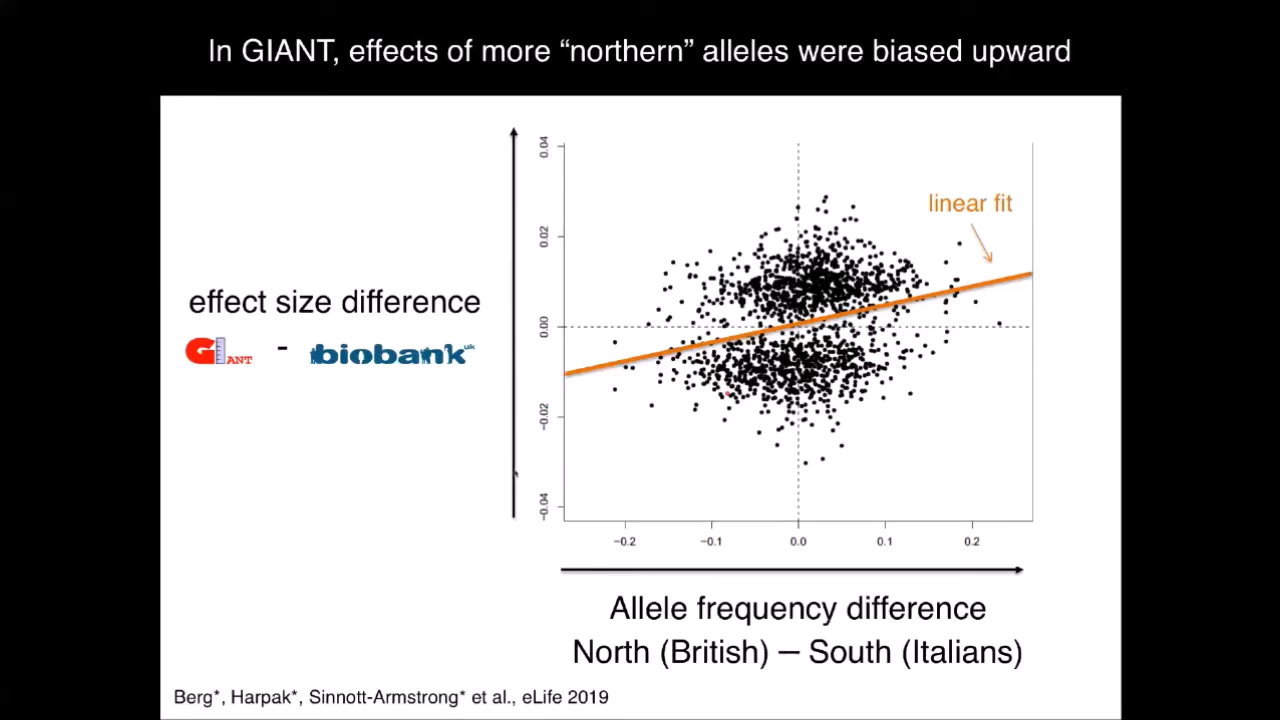 In GIANT, effects of more “northern” alleles were biased upward
linear fit
effect size difference
GIANT - biobank uk
0.04
0.02
0.00
−0.02
−0.04
−0.2 −0.1 0.0 0.1 0.2
Allele frequency difference
North (British) — South (Italians)
Berg*, Harpak*, Sinnott-Armstrong* et al., eLife 2019